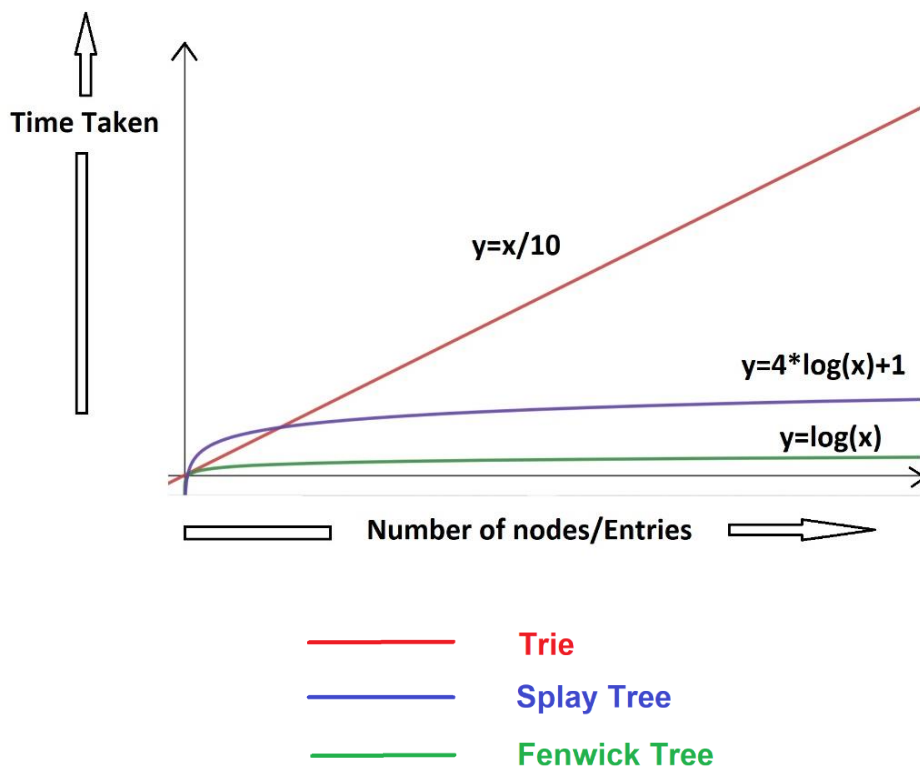 Time Taken
y=x/10
y=4*log(x)+1
y=log(x)
Number of nodes/Entries
Trie
Splay Tree
Fenwick Tree